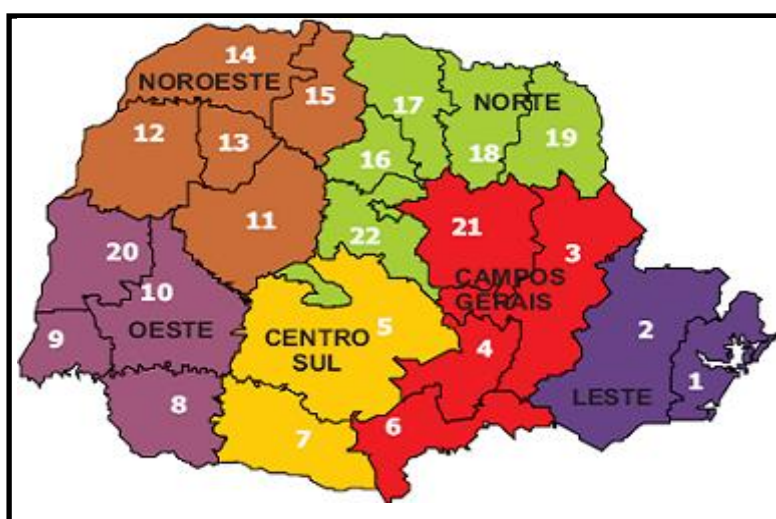 14
NOROESTE
15
17
NORTE
12
13
16
18
19
11
20
22
21
3
10
CAMPOS
GERAIS
9
OESTE
CENTRO
SUL
5
4
2
1
8
7
6
LESTE